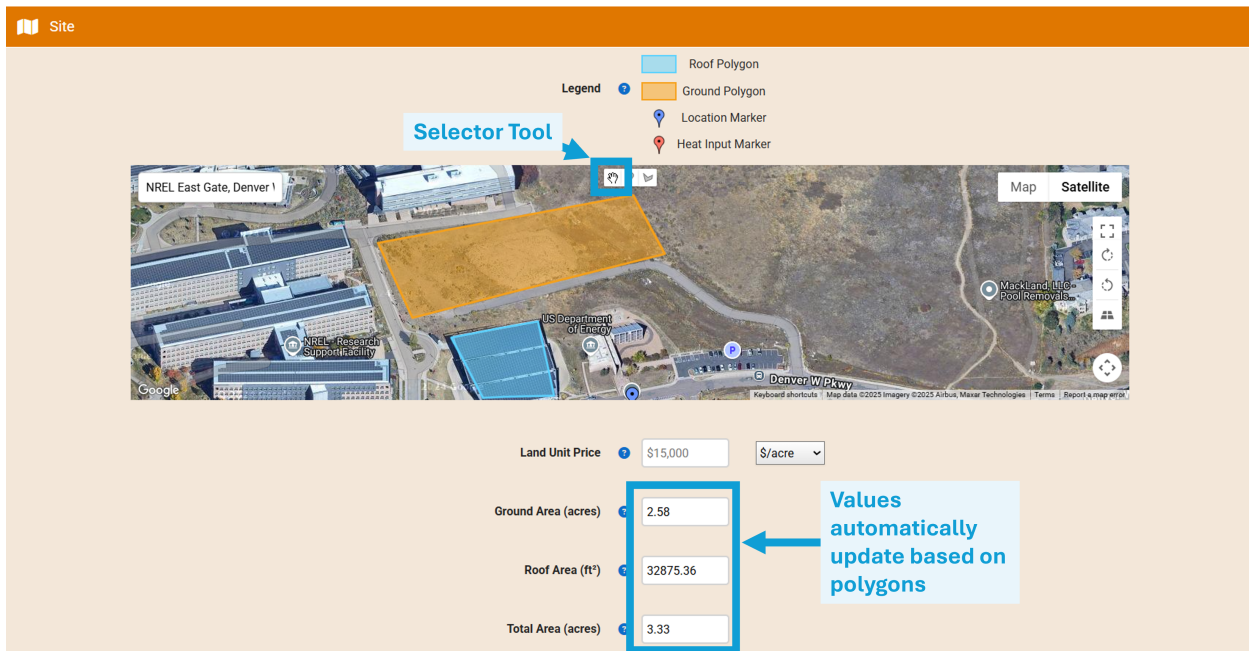 Site
Legend
?
Roof Polygon
Ground Polygon
Location Marker
Heat Input Marker
Selector Tool
NREL East Gate, Denver
Map
Satellite
MackLand, LLC -
Pool Removals...
US Department
of Energy
NREL - Research
Support Facility
P
Denver W Pkwy
Google
Keyboard shortcuts
Map data ©2025 Imagery ©2025 Airbus, Maxar Technologies
Terms
Report a map error
Land Unit Price
?
$15,000
$/acre
Ground Area (acres)
?
2.58
Roof Area (ft²)
?
32875.36
Total Area (acres)
?
3.33
Values
automatically
update based on
polygons